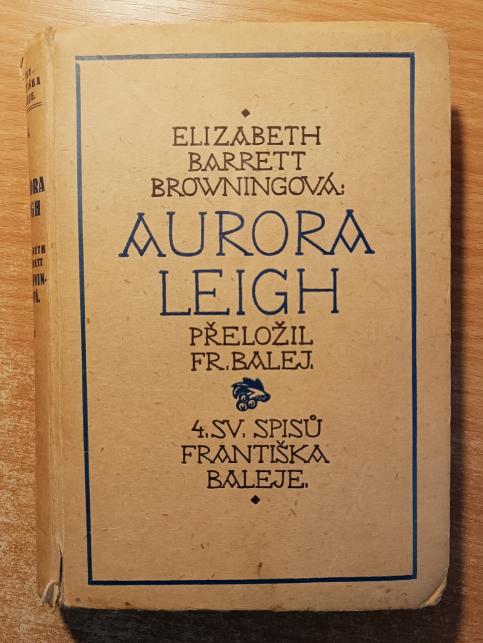 ELIZABETH
BARRETT
BROWNINGOVÁ:
AURORA
LEIGH
PŘELOŽIL
FR. BALEJ.
4. SV. SPISŮ
FRANTIŠKA
BALEJE.